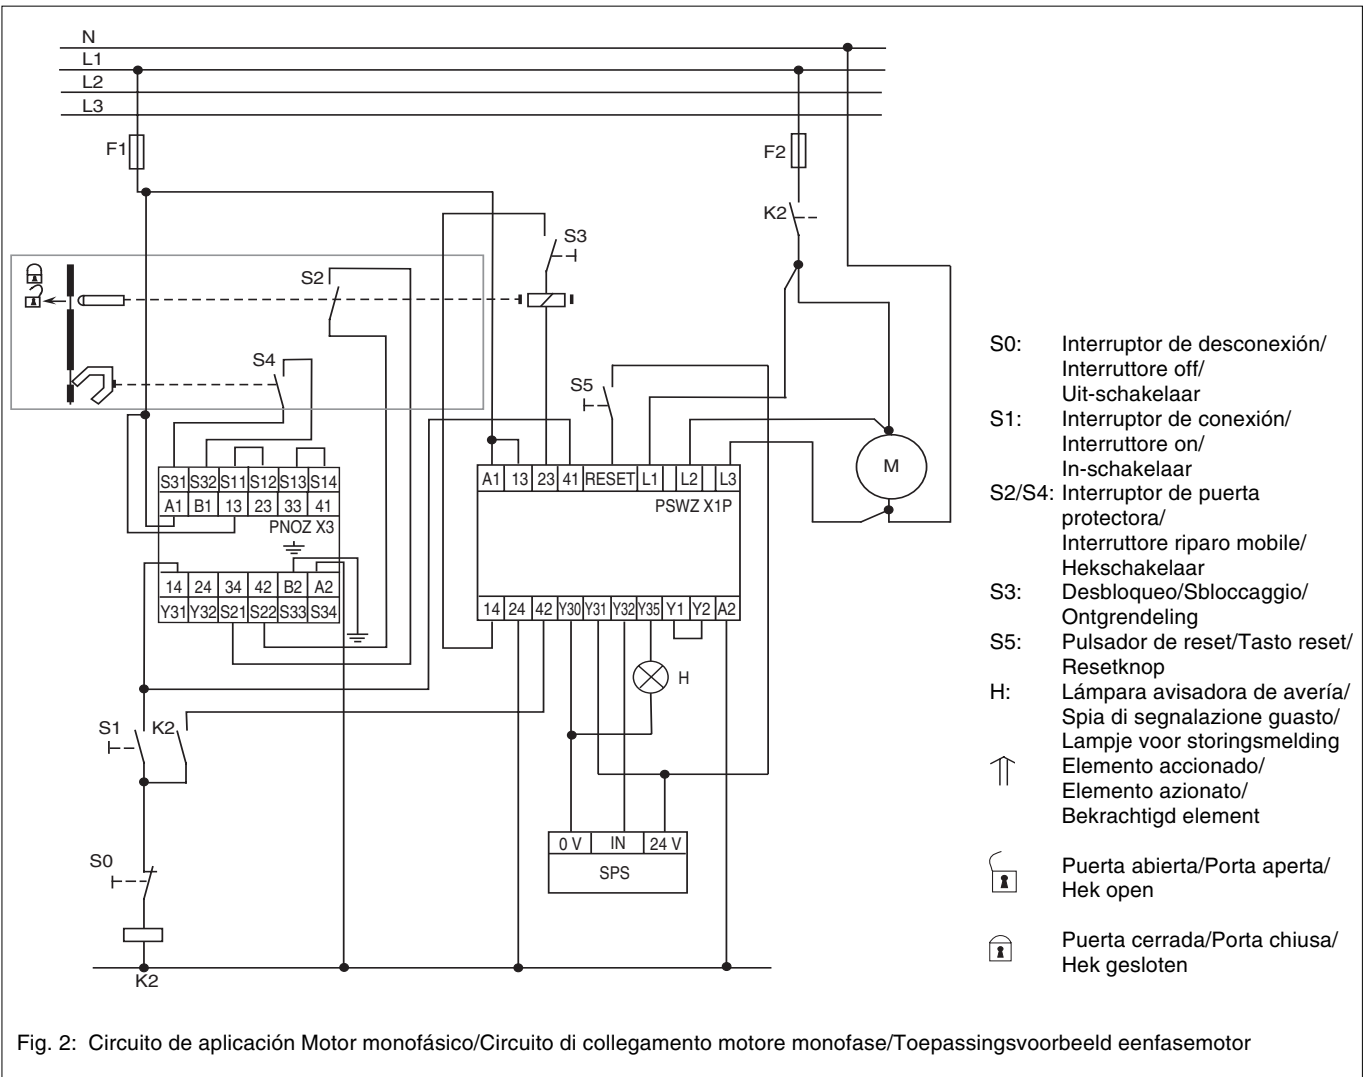 N
L1
L2
L3
F1
F2
K2
S3
S2
S4
S5
S0: Interruptor de desconexión/
Interruttore off/
Uit-schakelaar
S1: Interruptor de conexión/
Interruttore on/
In-schakelaar
S2/S4: Interruptor de puerta
protectora/
Interruttore riparo mobile/
Hekschakelaar
S3: Desbloqueo/Sbloccaggio/
Ontgrendeling
S5: Pulsador de reset/Tasto reset/
Resetknop
H: Lámpara avisadora de avería/
Spia di segnalazione guasto/
Lampje voor storingsmelding
Elemento accionado/
Elemento azionato/
Bekrachtigd element
Puerta abierta/Porta aperta/
Hek open
Puerta cerrada/Porta chiusa/
Hek gesloten
M
S31 S32 S11 S12 S13 S14
A1 B1 13 23 33 41
PNOZ X3
14 24 34 42 B2 A2
Y31 Y32 S21 S22 S33 S34
A1 13 23 41 RESET L1 L2 L3
PSWZ X1P
14 24 42 Y30 Y31 Y32 Y35 Y1 Y2 A2
H
S1 K2
0 V IN 24 V
SPS
S0
K2
Fig. 2: Circuito de aplicación Motor monofásico/Circuito di collegamento motore monofase/Toepassingsvoorbeeld eenfasemotor